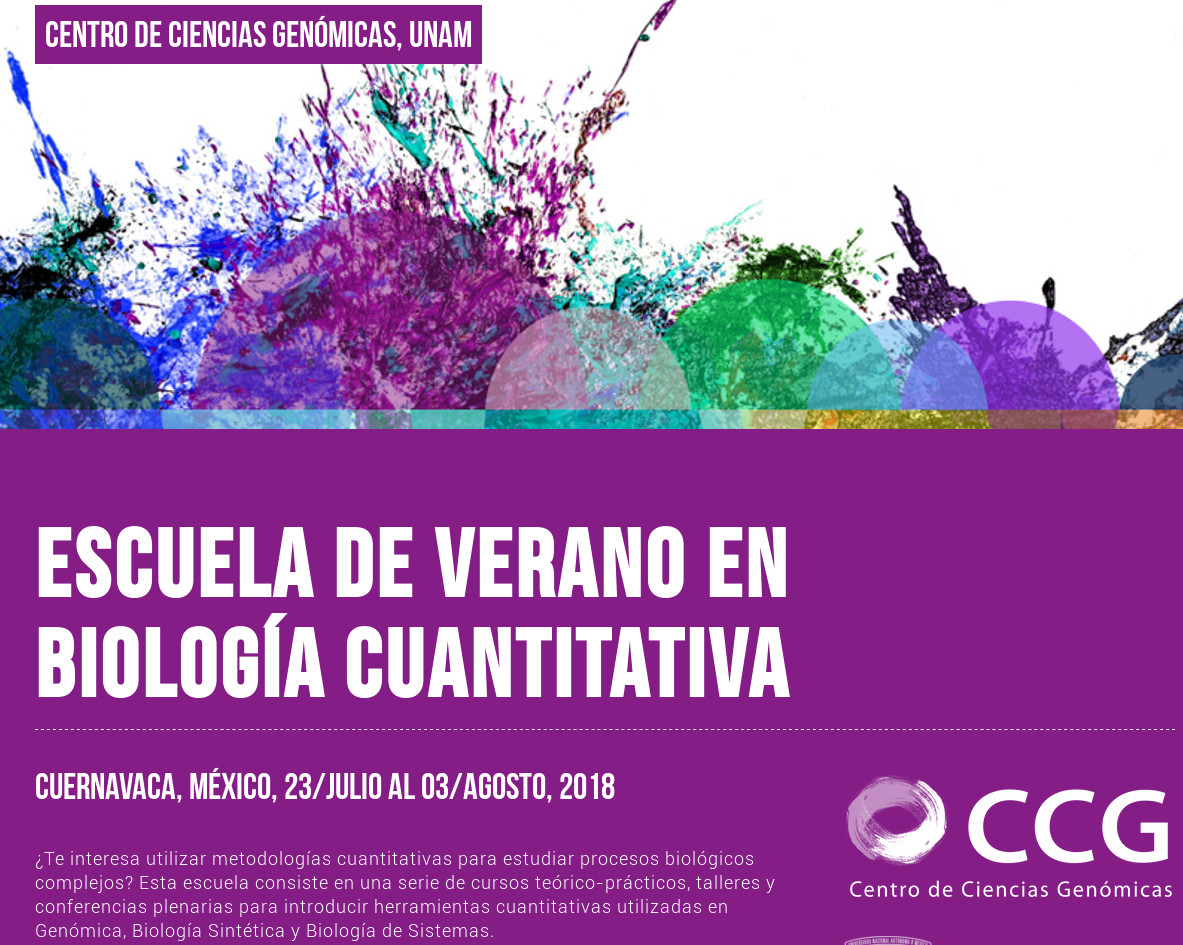 CENTRO DE CIENCIAS GENÓMICAS, UNAM
ESCUELA DE VERANO EN
BIOLOGÍA CUANTITATIVA
CUERNAVACA, MÉXICO, 23/JULIO AL 03/AGOSTO, 2018
¿Te interesa utilizar metodologías cuantitativas para estudiar procesos biológicos
complejos? Esta escuela consiste en una serie de cursos teórico-prácticos, talleres y
conferencias plenarias para introducir herramientas cuantitativas utilizadas en
Genómica, Biología Sintética y Biología de Sistemas.
CCG
Centro de Ciencias Genómicas